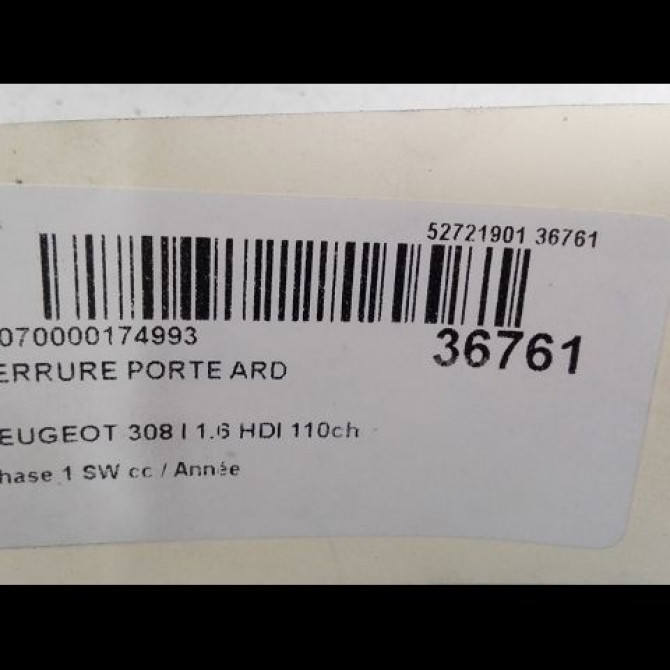 52721901 36761
070000174993
36761
ERRURE PORTE ARD
EUGEOT 308 I 1.6 HDI 110ch
hase 1 SW cc / Année